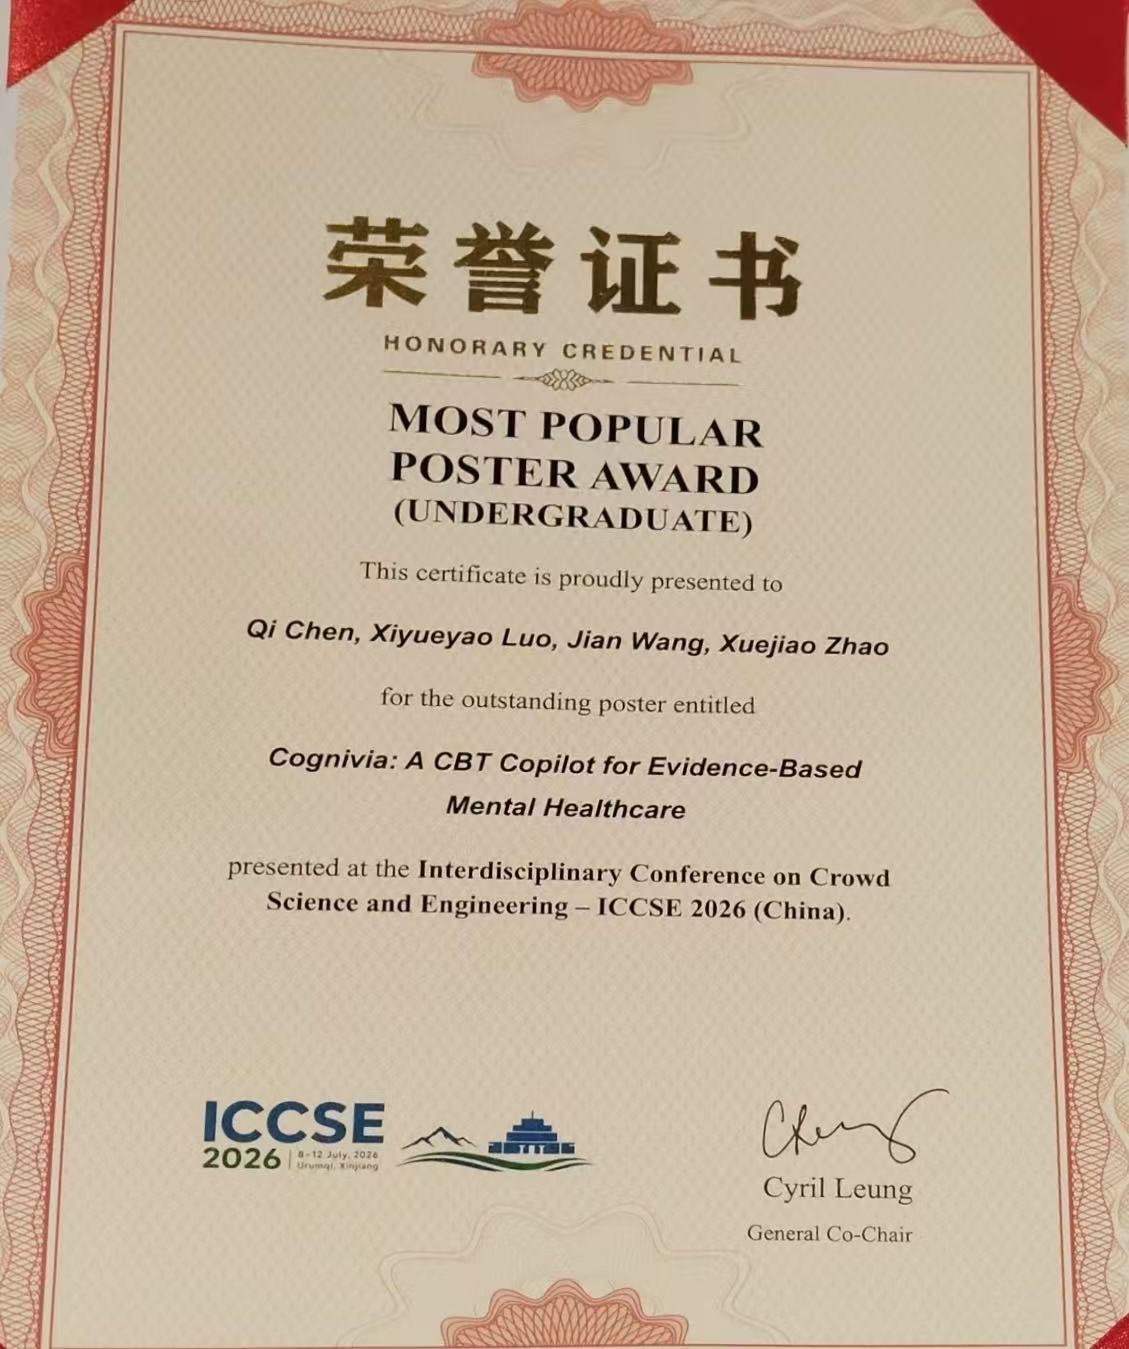 荣誉证书
HONORARY CREDENTIAL
MOST POPULAR
POSTER AWARD
(UNDERGRADUATE)
This certificate is proudly presented to
Qi Chen, Xiyueyao Luo, Jian Wang, Xuejiao Zhao
for the outstanding poster entitled
Cognivia: A CBT Copilot for Evidence-Based
Mental Healthcare
presented at the Interdisciplinary Conference on Crowd
Science and Engineering – ICCSE 2026 (China).
ICCSE
2026 | 8-12 July, 2026
Urumqi, Xinjiang
Cyril Leung
General Co-Chair